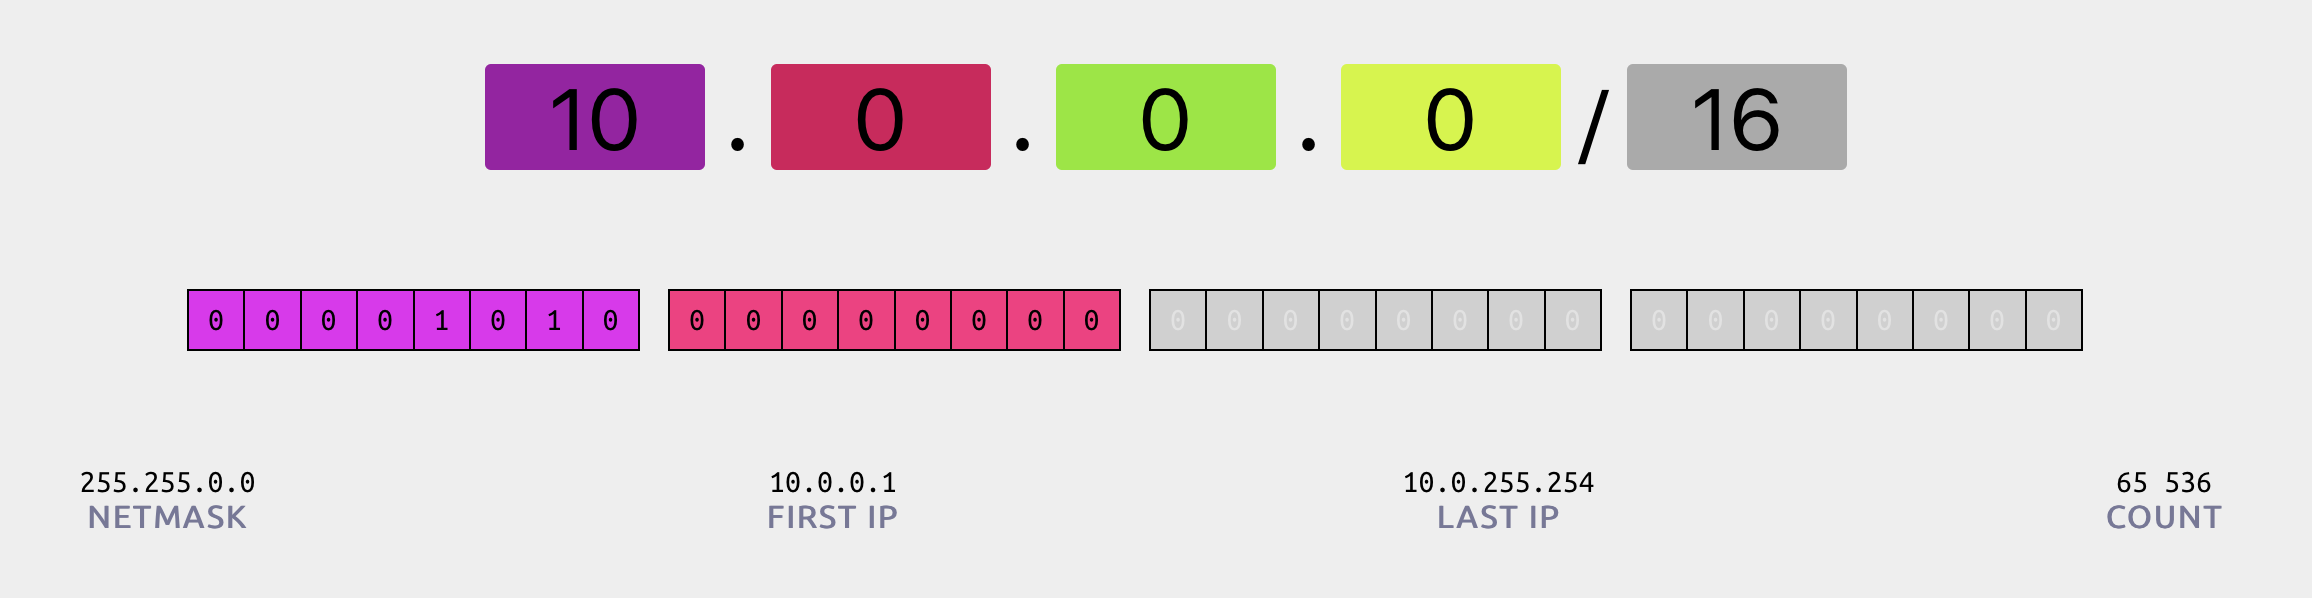 10 . 0 . 0 . 0 / 16
0 0 0 0 1 0 1 0 0 0 0 0 0 0 0 0 0 0 0 0 0 0 0 0 0 0 0 0 0 0 0 0
255.255.0.0 10.0.0.1 10.0.255.254 65 536
NETMASK FIRST IP LAST IP COUNT